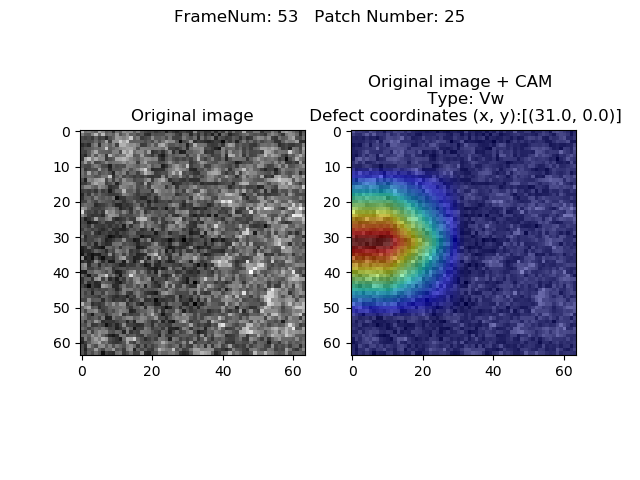 FrameNum: 53   Patch Number: 25
Original image
0
10
20
30
40
50
60
0 20 40 60
Original image + CAM
Type: Vw
Defect coordinates (x, y):[(31.0, 0.0)]
0
10
20
30
40
50
60
0 20 40 60